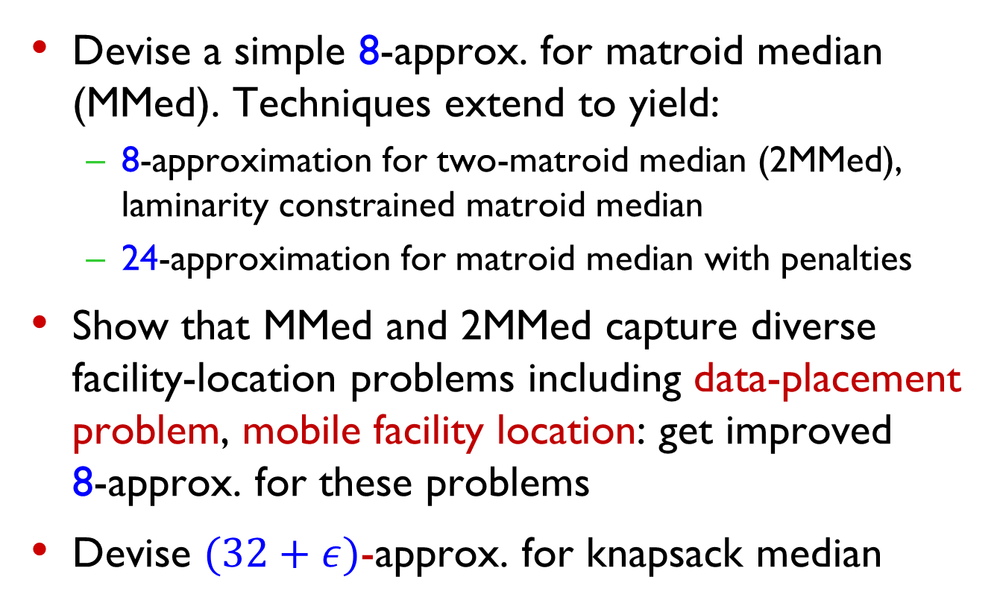 • Devise a simple 8-approx. for matroid median
(MMed). Techniques extend to yield:
– 8-approximation for two-matroid median (2MMed),
laminarity constrained matroid median
– 24-approximation for matroid median with penalties
• Show that MMed and 2MMed capture diverse
facility-location problems including data-placement
problem, mobile facility location: get improved
8-approx. for these problems
• Devise (32 + ϵ)-approx. for knapsack median